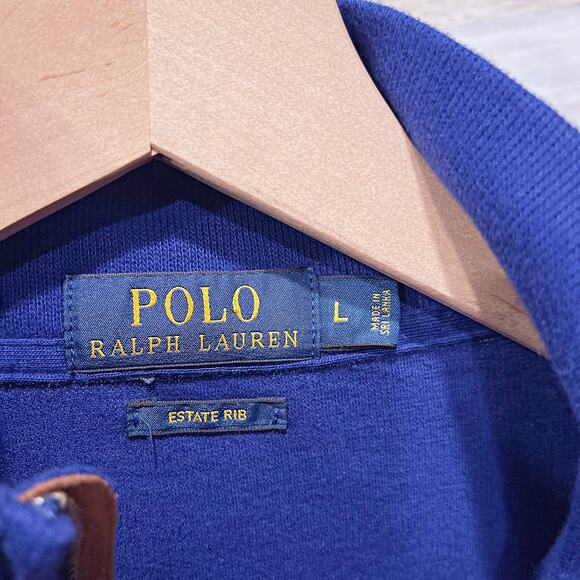 POLO
RALPH LAUREN
L
MADE IN
SRI LANKA
ESTATE RIB